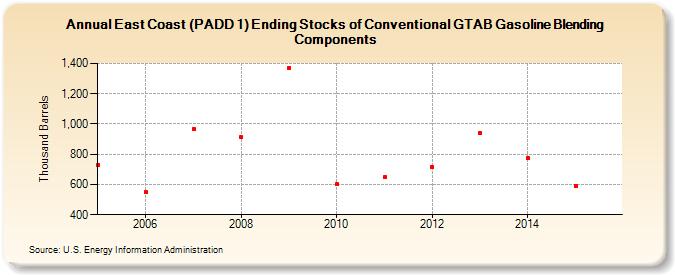 Annual East Coast (PADD 1) Ending Stocks of Conventional GTAB Gasoline Blending
Components
Thousand Barrels
1,400
1,200
1,000
800
600
400
2006
2008
2010
2012
2014
Source: U.S. Energy Information Administration